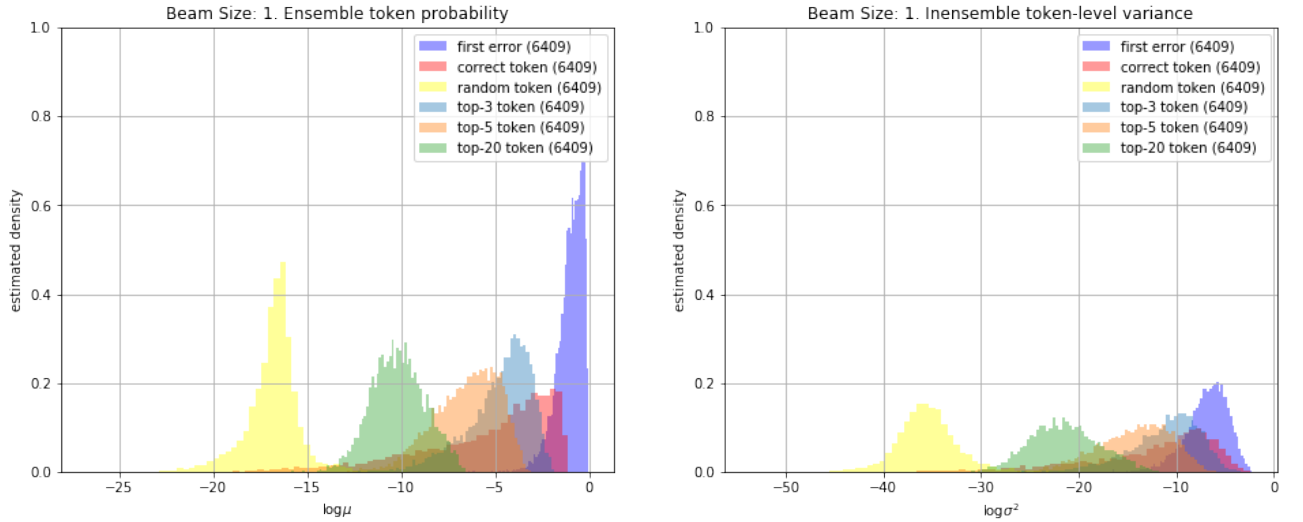 Beam Size: 1. Ensemble token probability
1.0
0.8
0.6
0.4
0.2
0.0
estimated density
first error (6409)
correct token (6409)
random token (6409)
top-3 token (6409)
top-5 token (6409)
top-20 token (6409)
−25 −20 −15 −10 −5 0
log μ
Beam Size: 1. Inensemble token-level variance
1.0
0.8
0.6
0.4
0.2
0.0
estimated density
first error (6409)
correct token (6409)
random token (6409)
top-3 token (6409)
top-5 token (6409)
top-20 token (6409)
−50 −40 −30 −20 −10 0
log σ²